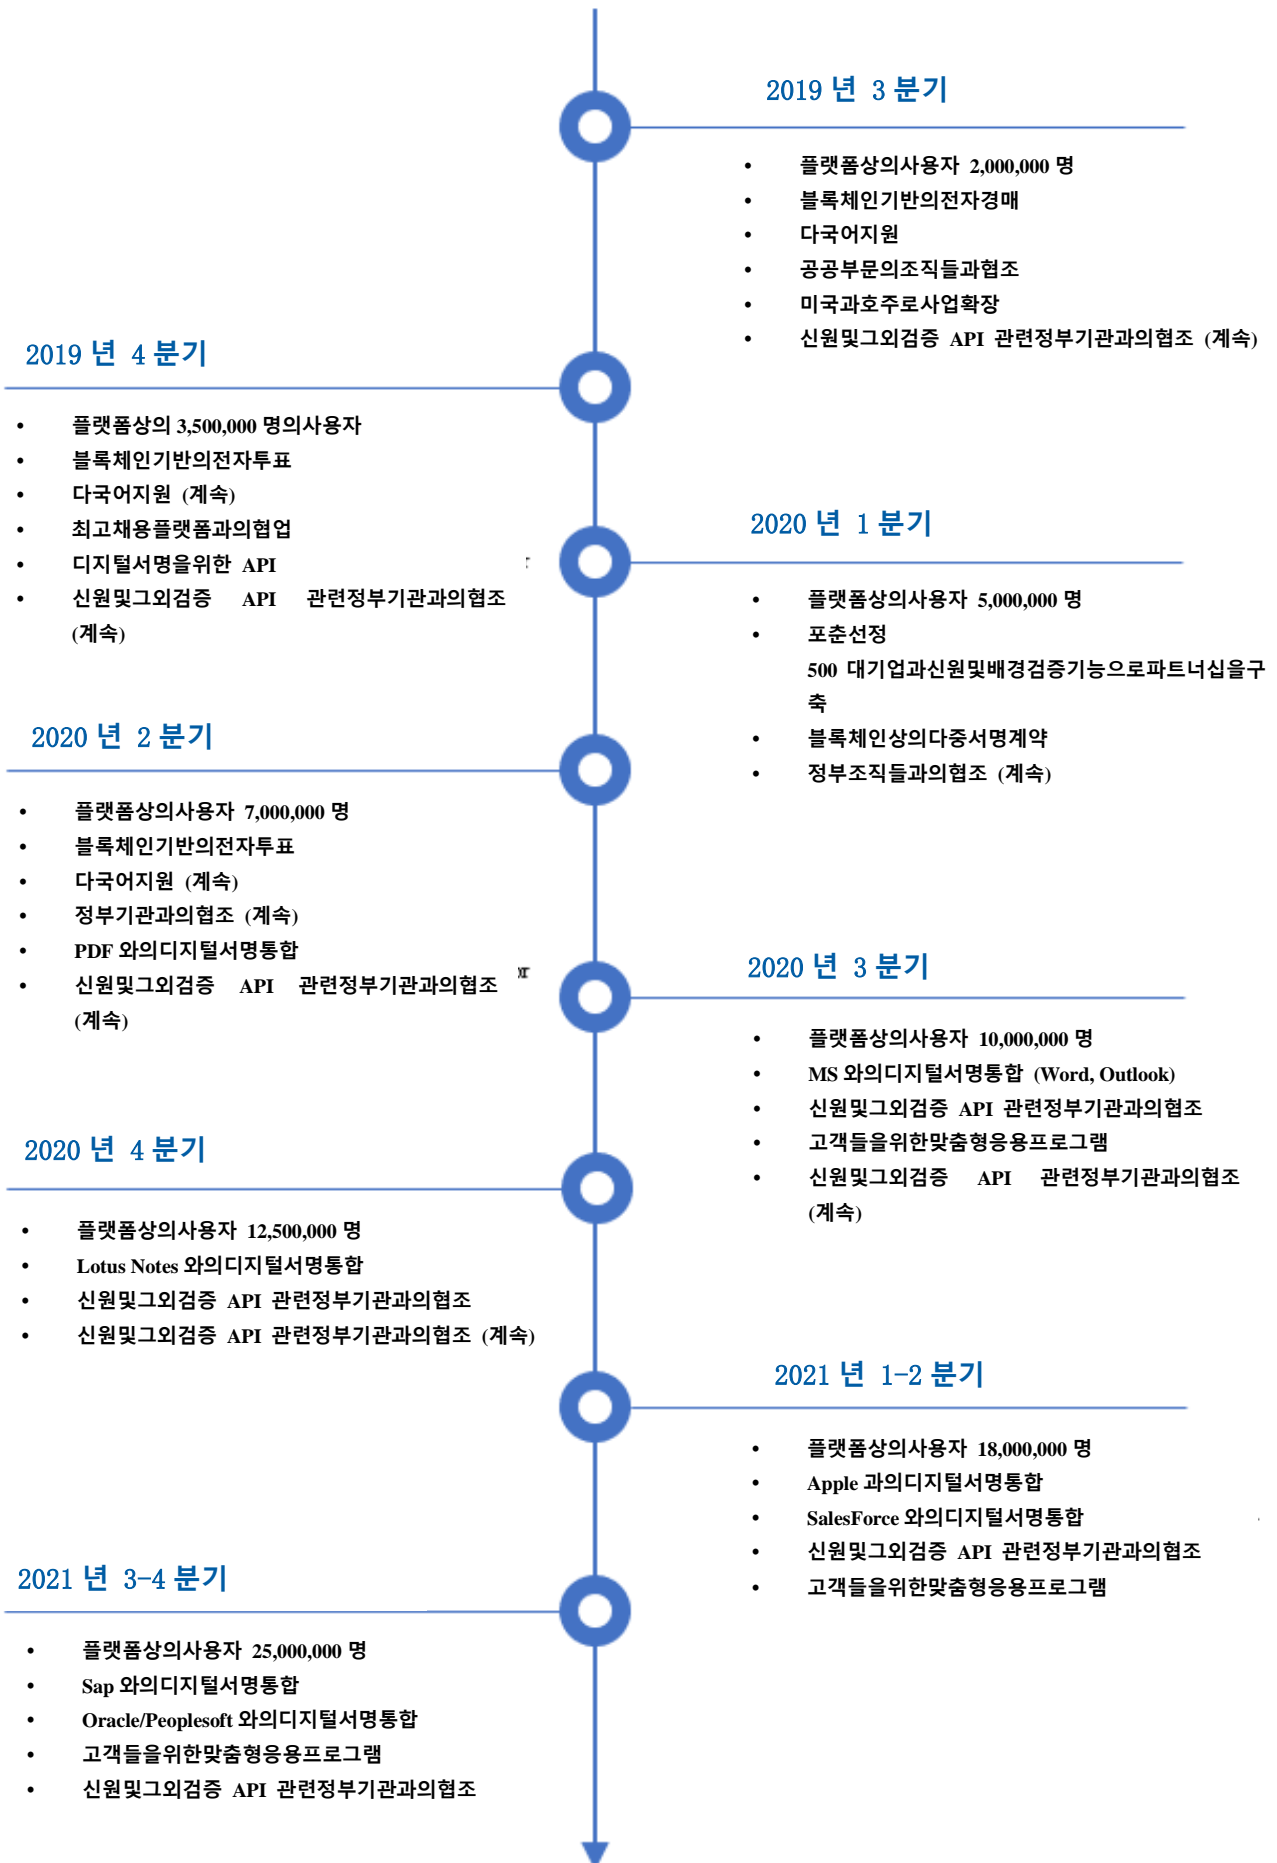 2019 년 3 분기
• 플랫폼상의사용자 2,000,000 명
• 블록체인기반의전자경매
• 다국어지원
• 공공부문의조직들과협조
• 미국과호주로사업확장
• 신원및그외검증 API 관련정부기관과의협조 (계속)
2019 년 4 분기
• 플랫폼상의 3,500,000 명의사용자
• 블록체인기반의전자투표
• 다국어지원 (계속)
• 최고채용플랫폼과의협업
• 디지털서명을위한 API
• 신원및그외검증 API 관련정부기관과의협조
(계속)
2020 년 1 분기
• 플랫폼상의사용자 5,000,000 명
• 포춘선정
500 대기업과신원및배경검증기능으로파트너십을구
축
• 블록체인상의다중서명계약
• 정부조직들과의협조 (계속)
2020 년 2 분기
• 플랫폼상의사용자 7,000,000 명
• 블록체인기반의전자투표
• 다국어지원 (계속)
• 정부기관과의협조 (계속)
• PDF 와의디지털서명통합
• 신원및그외검증 API 관련정부기관과의협조
(계속)
2020 년 3 분기
• 플랫폼상의사용자 10,000,000 명
• MS 와의디지털서명통합 (Word, Outlook)
• 신원및그외검증 API 관련정부기관과의협조
• 고객들을위한맞춤형응용프로그램
• 신원및그외검증 API 관련정부기관과의협조
(계속)
2020 년 4 분기
• 플랫폼상의사용자 12,500,000 명
• Lotus Notes 와의디지털서명통합
• 신원및그외검증 API 관련정부기관과의협조
• 신원및그외검증 API 관련정부기관과의협조 (계속)
2021 년 1-2 분기
• 플랫폼상의사용자 18,000,000 명
• Apple 과의디지털서명통합
• SalesForce 와의디지털서명통합
• 신원및그외검증 API 관련정부기관과의협조
• 고객들을위한맞춤형응용프로그램
2021 년 3-4 분기
• 플랫폼상의사용자 25,000,000 명
• Sap 와의디지털서명통합
• Oracle/Peoplesoft 와의디지털서명통합
• 고객들을위한맞춤형응용프로그램
• 신원및그외검증 API 관련정부기관과의협조